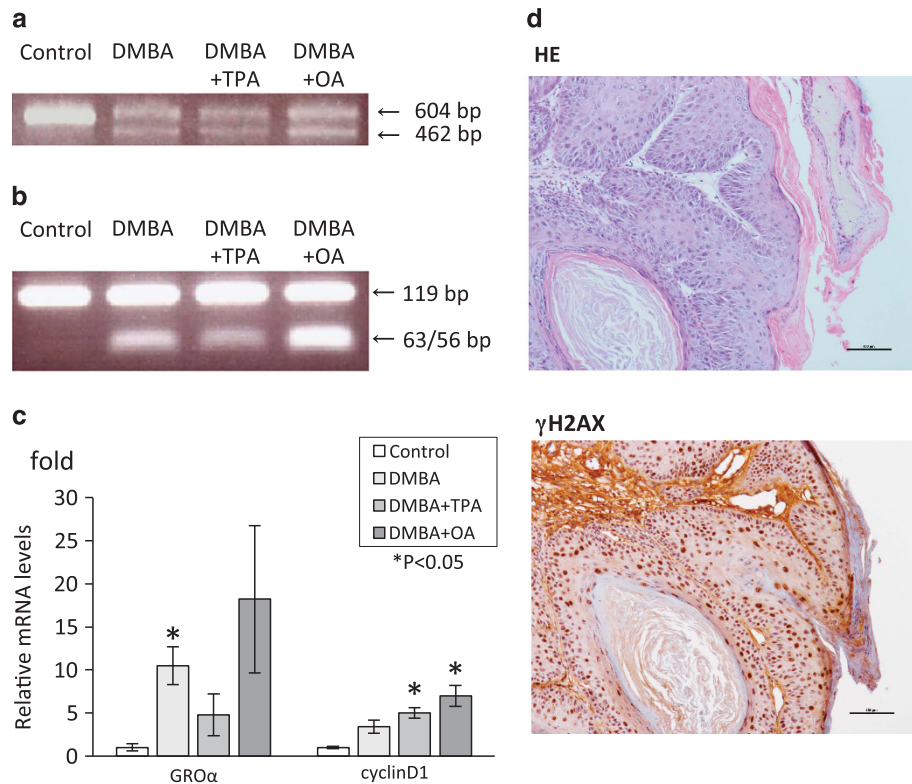 a
Control DMBA DMBA DMBA
+TPA +OA
← 604 bp
← 462 bp
b
Control DMBA DMBA DMBA
+TPA +OA
← 119 bp
← 63/56 bp
c
fold
Relative mRNA levels
30
25
20
15
10
5
0
* * *
GROα cyclinD1
Control
DMBA
DMBA+TPA
DMBA+OA
*P<0.05
d
HE
γH2AX